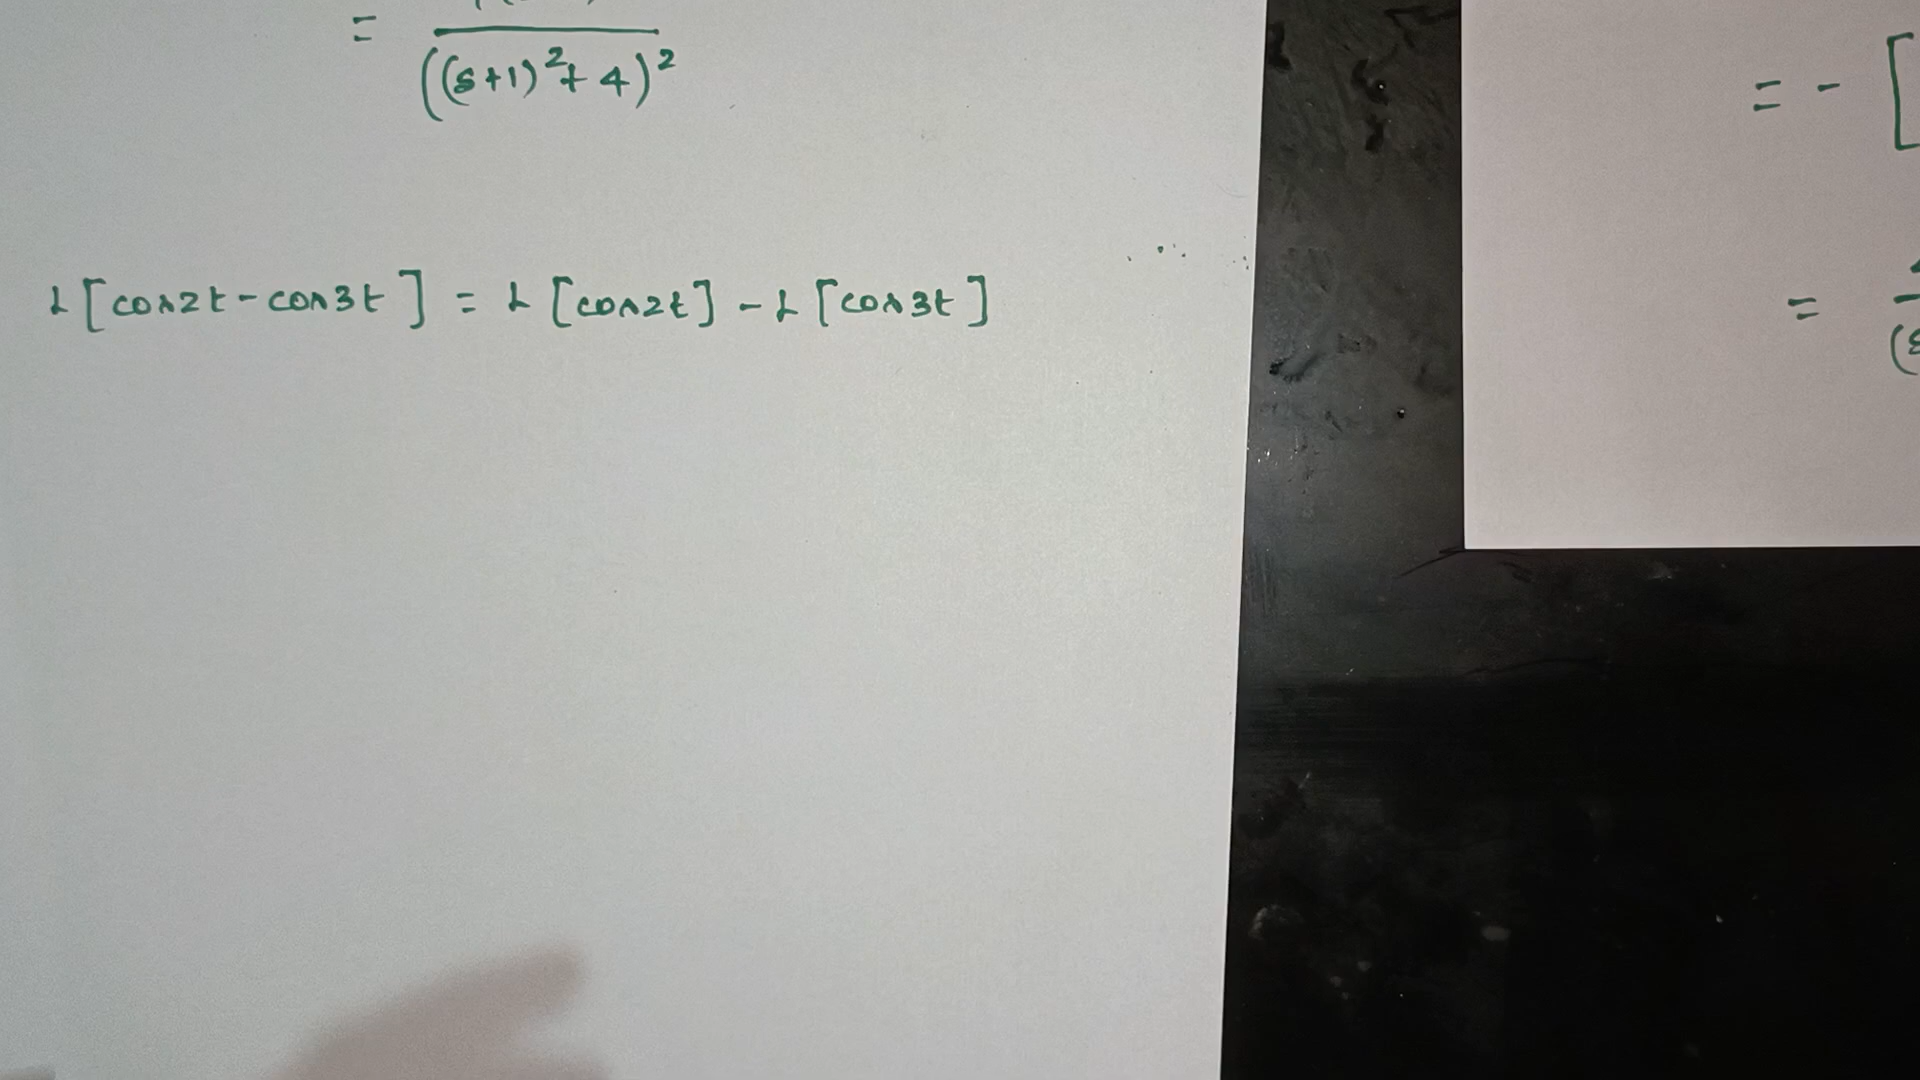 =
((s+1)²+ 4)²
L[cos2t-cos3t] = L[cos2t] - L[cos3t]
= - [
=
(s